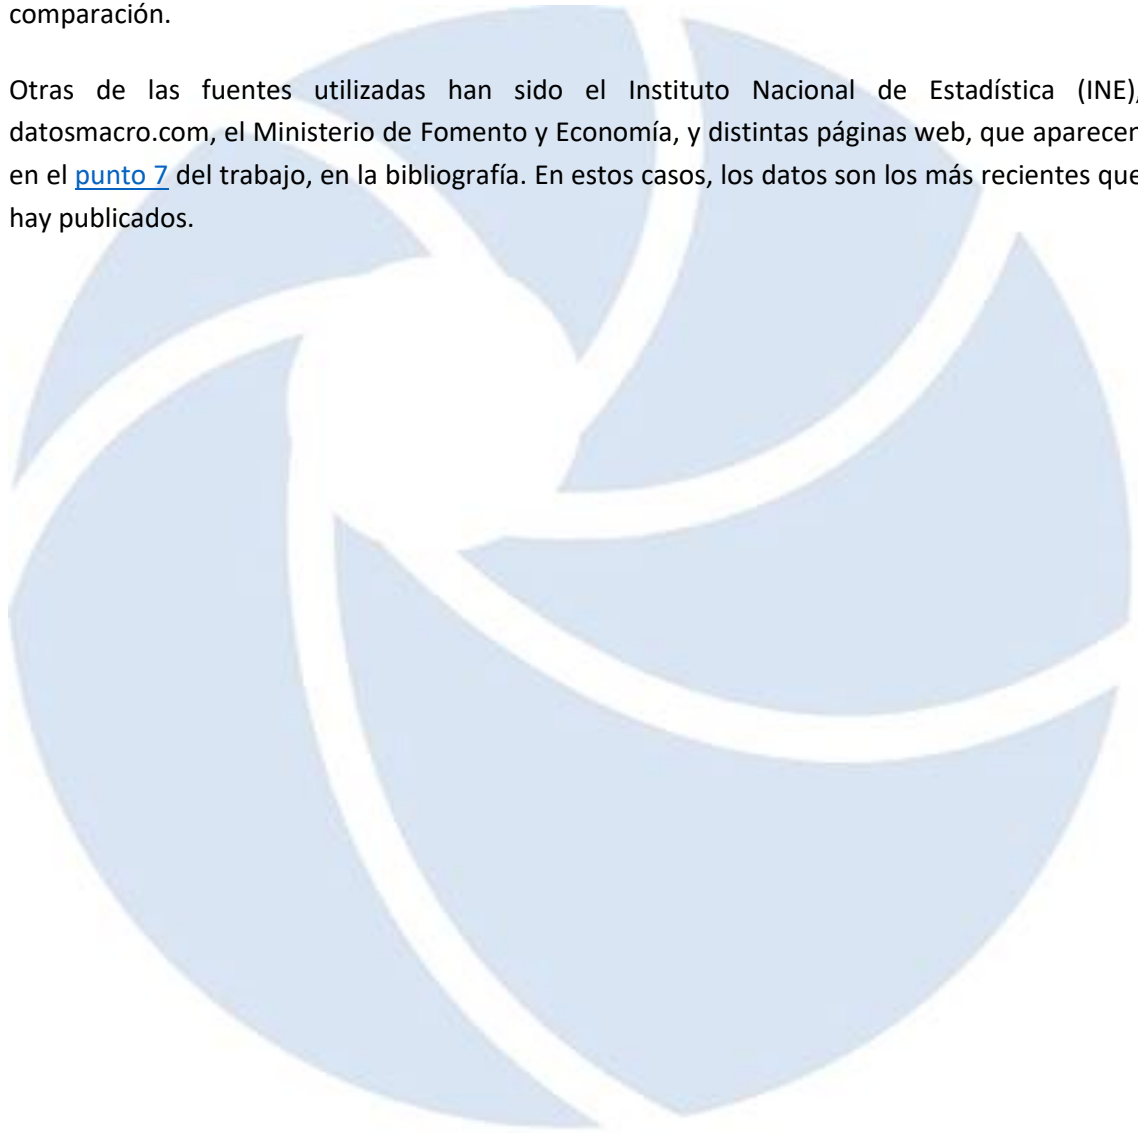 comparación.
Otras de las fuentes utilizadas han sido el Instituto Nacional de Estadística (INE),
datosmacro.com, el Ministerio de Fomento y Economía, y distintas páginas web, que aparecen
en el punto 7 del trabajo, en la bibliografía. En estos casos, los datos son los más recientes que
hay publicados.